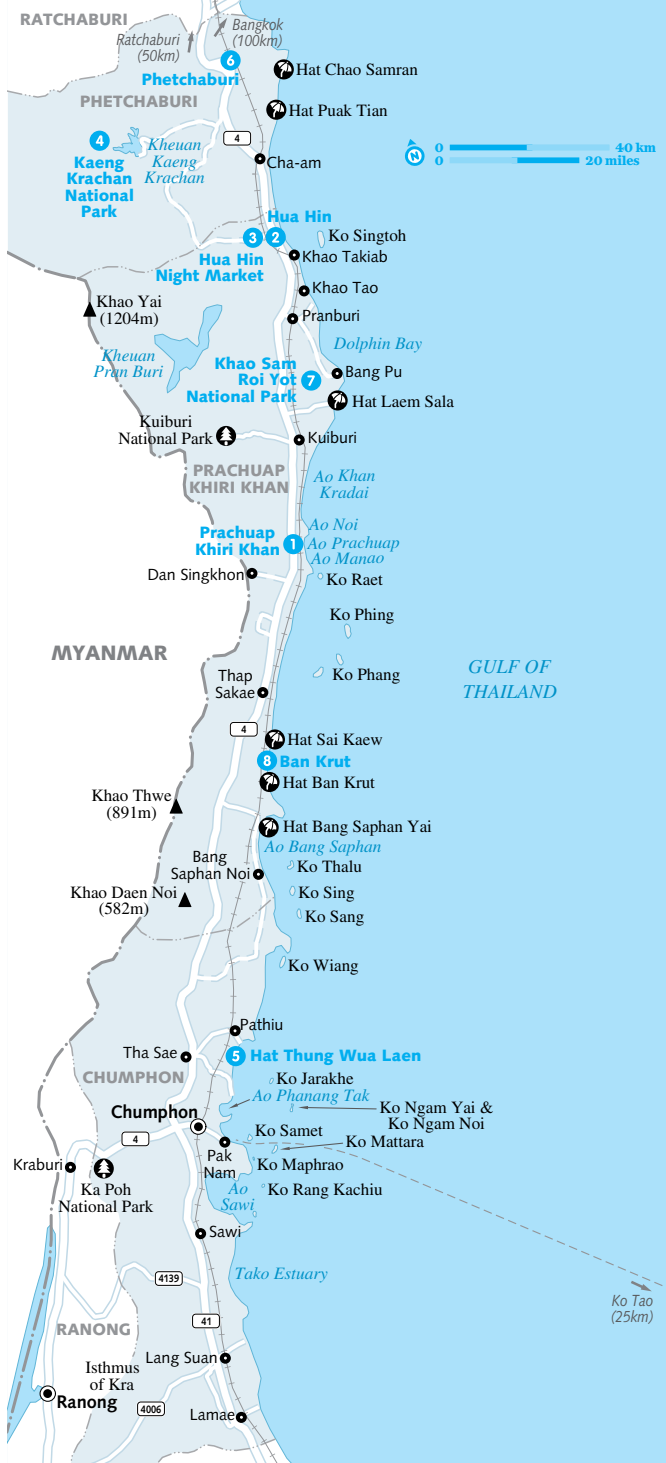 RATCHABURI
Ratchaburi
(50km)
Bangkok
(100km)
6
Phetchaburi
Hat Chao Samran
PHETCHABURI
Hat Puak Tian
4
Kaeng
Krachan
National
Park
Kheuan
Kaeng
Krachan
4
Cha-am
N
0 40 km
0 20 miles
Hua Hin
3 2
Ko Singtoh
Hua Hin
Night Market
Khao Takiab
Khao Tao
Khao Yai
(1204m)
Pranburi
Kheuan
Pran Buri
Dolphin Bay
Khao Sam
Roi Yot
National Park
7
Bang Pu
Hat Laem Sala
Kuiburi
National Park
Kuiburi
PRACHUAP
KHIRI KHAN
Ao Khan
Kradai
Ao Noi
Prachuap
Khiri Khan
1
Ao Prachuap
Ao Manao
Dan Singkhon
Ko Raet
Ko Phing
MYANMAR
GULF OF
THAILAND
Ko Phang
Thap
Sakae
4
Hat Sai Kaew
8 Ban Krut
Hat Ban Krut
Khao Thwe
(891m)
Hat Bang Saphan Yai
Ao Bang Saphan
Bang
Saphan Noi
Ko Thalu
Khao Daen Noi
(582m)
Ko Sing
Ko Sang
Ko Wiang
Pathiu
Tha Sae
5 Hat Thung Wua Laen
CHUMPHON
Ko Jarakhe
Ao Phanang Tak
Ko Ngam Yai &
Ko Ngam Noi
Chumphon
Ko Samet
Ko Mattara
4
Pak
Nam
Kraburi
Ko Maphrao
Ka Poh
National Park
Ao
Sawi
Ko Rang Kachiu
Sawi
4139
Tako Estuary
Ko Tao
(25km)
41
RANONG
Isthmus
of Kra
Lang Suan
Ranong
4006
Lamae